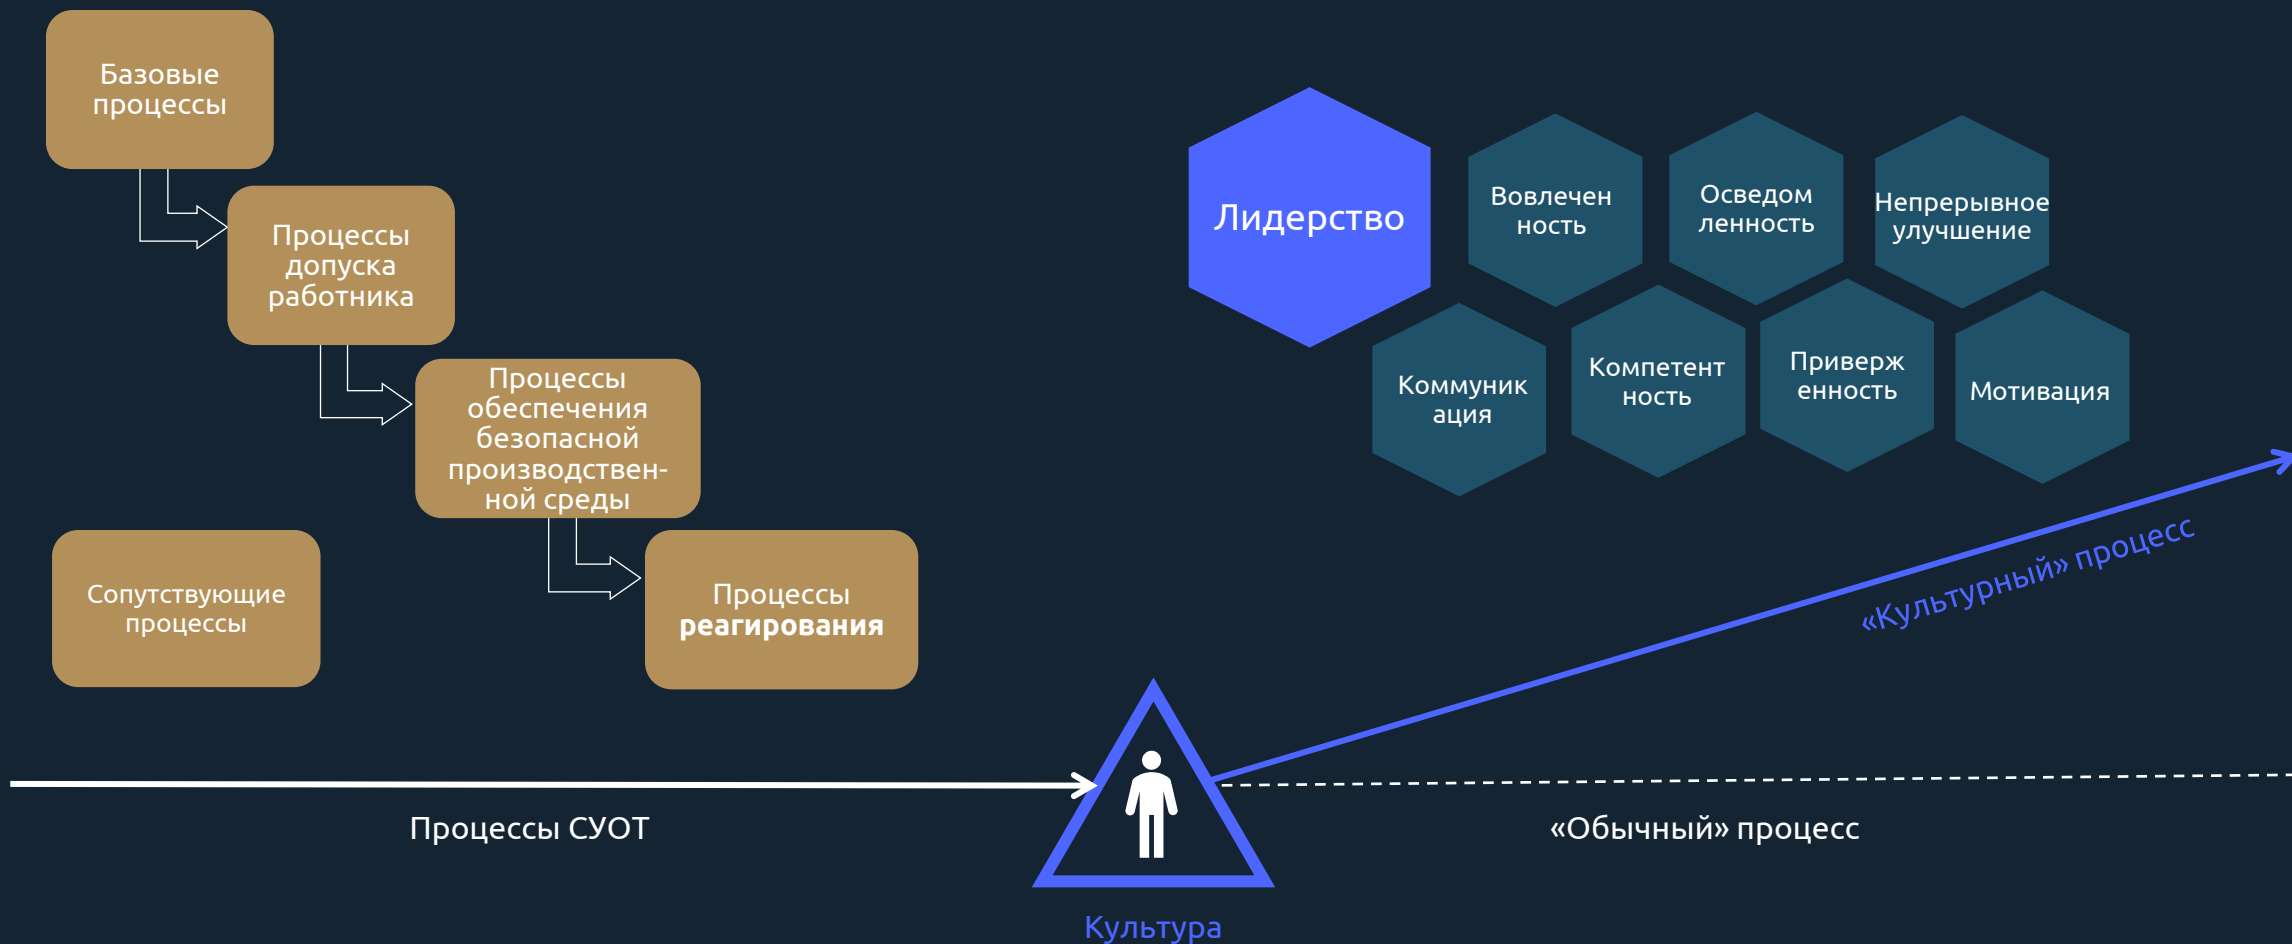 Базовые
процессы
Процессы
допуска
работника
Процессы
обеспечения
безопасной
производствен-
ной среды
Сопутствующие
процессы
Процессы
реагирования
Лидерство
Вовлечен
ность
Осведом
ленность
Непрерывное
улучшение
Коммуник
ация
Компетент
ность
Приверж
енность
Мотивация
«Культурный» процесс
Процессы СУОТ
«Обычный» процесс
Культура